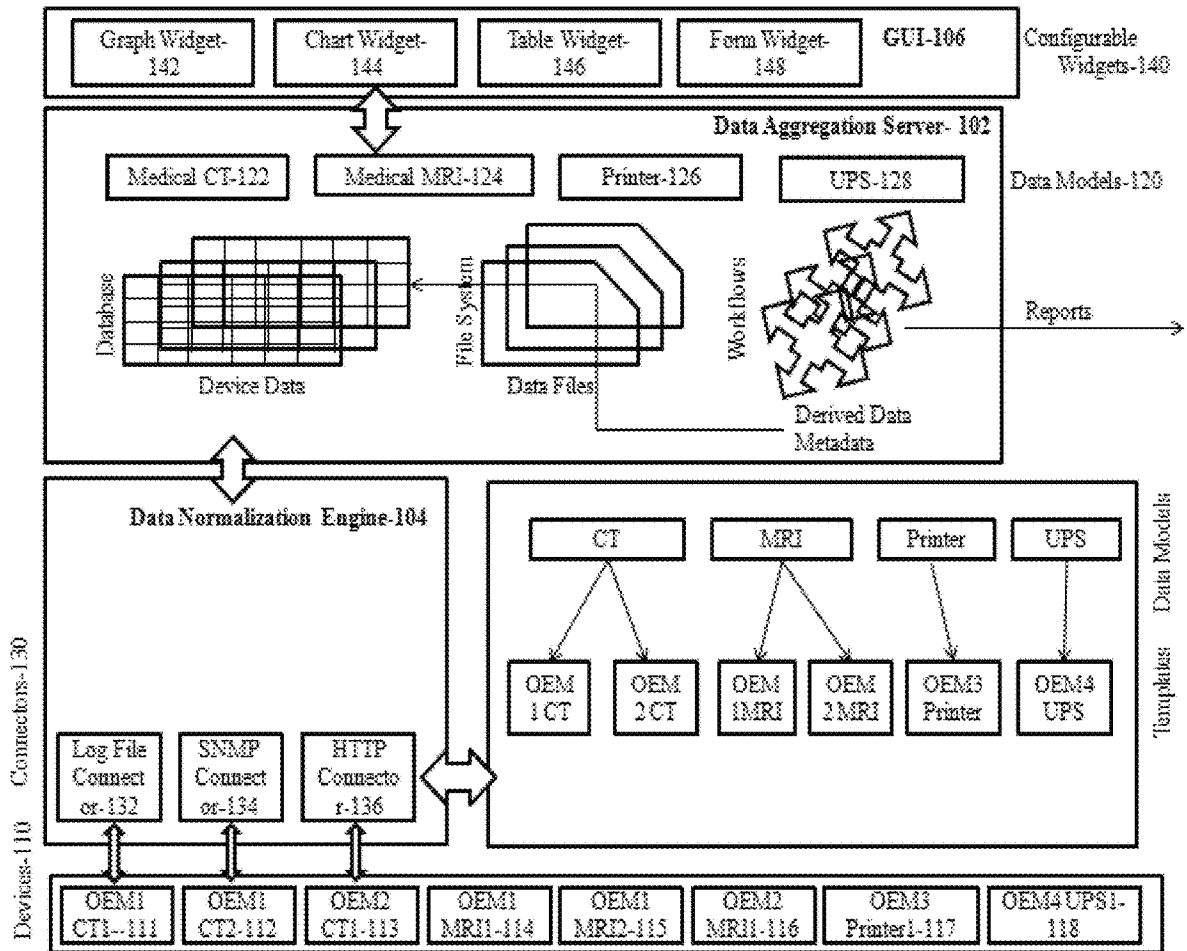 Graph Widget-
142
Chart Widget-
144
Table Widget-
146
Form Widget-
148
GUI-106
Configurable
Widgets-140
Data Aggregation Server- 102
Medical CT-122
Medical MRI-124
Printer-126
UPS-128
Data Models-120
Database
Device Data
File System
Data Files
Workflows
Derived Data
Metadata
Reports
Data Normalization Engine-104
CT
MRI
Printer
UPS
Data Models
OEM
1 CT
OEM
2 CT
OEM
1MRI
OEM
2 MRI
OEM3
Printer
OEM4
UPS
Templates
Connectors-130
Log File
Connect
or-132
SNMP
Connect
or-134
HTTP
Connecto
r-136
Devices-110
OEM1
CT1--111
OEM1
CT2-112
OEM2
CT1-113
OEM1
MRI1-114
OEM1
MRI2-115
OEM2
MRI1-116
OEM3
Printer1-117
OEM4 UPS1-
118